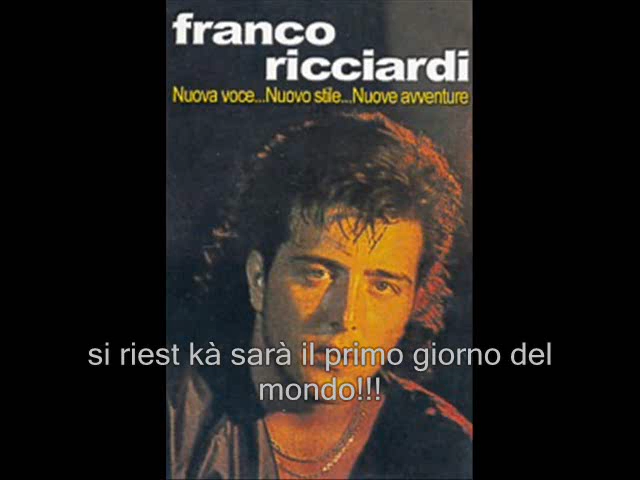 franco
ricciardi
Nuova voce...Nuovo stile...Nuove avventure
si riest kà sarà il primo giorno del
mondo!!!